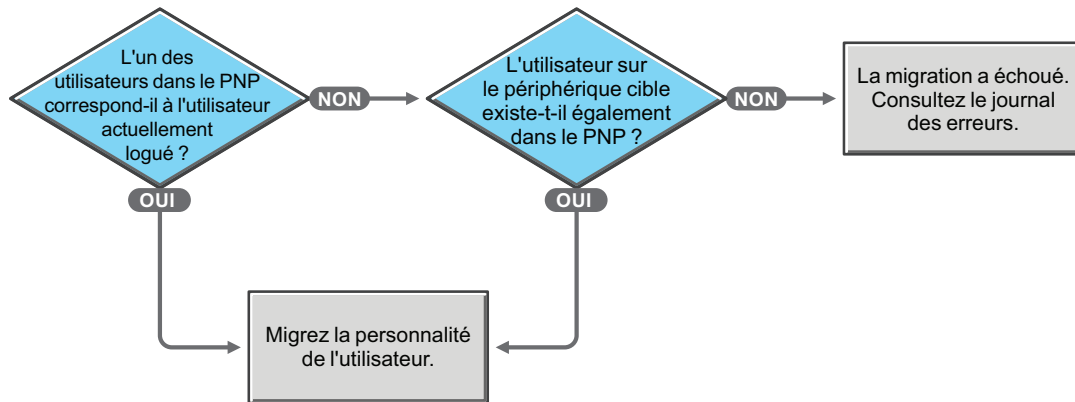 L'un des
utilisateurs dans le PNP
correspond-il à l'utilisateur
actuellement
logué ?
NON
OUI
L'utilisateur sur
le périphérique cible
existe-t-il également
dans le PNP ?
NON
OUI
La migration a échoué.
Consultez le journal
des erreurs.
Migrez la personnalité
de l'utilisateur.